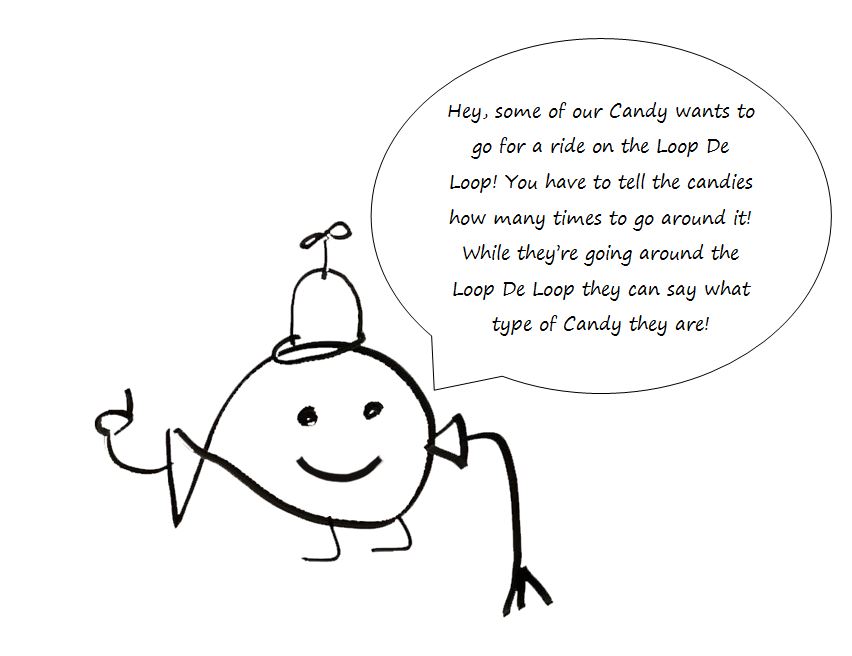 Hey, some of our Candy wants to
go for a ride on the Loop De
Loop! You have to tell the candies
how many times to go around it!
While they're going around the
Loop De Loop they can say what
type of Candy they are!